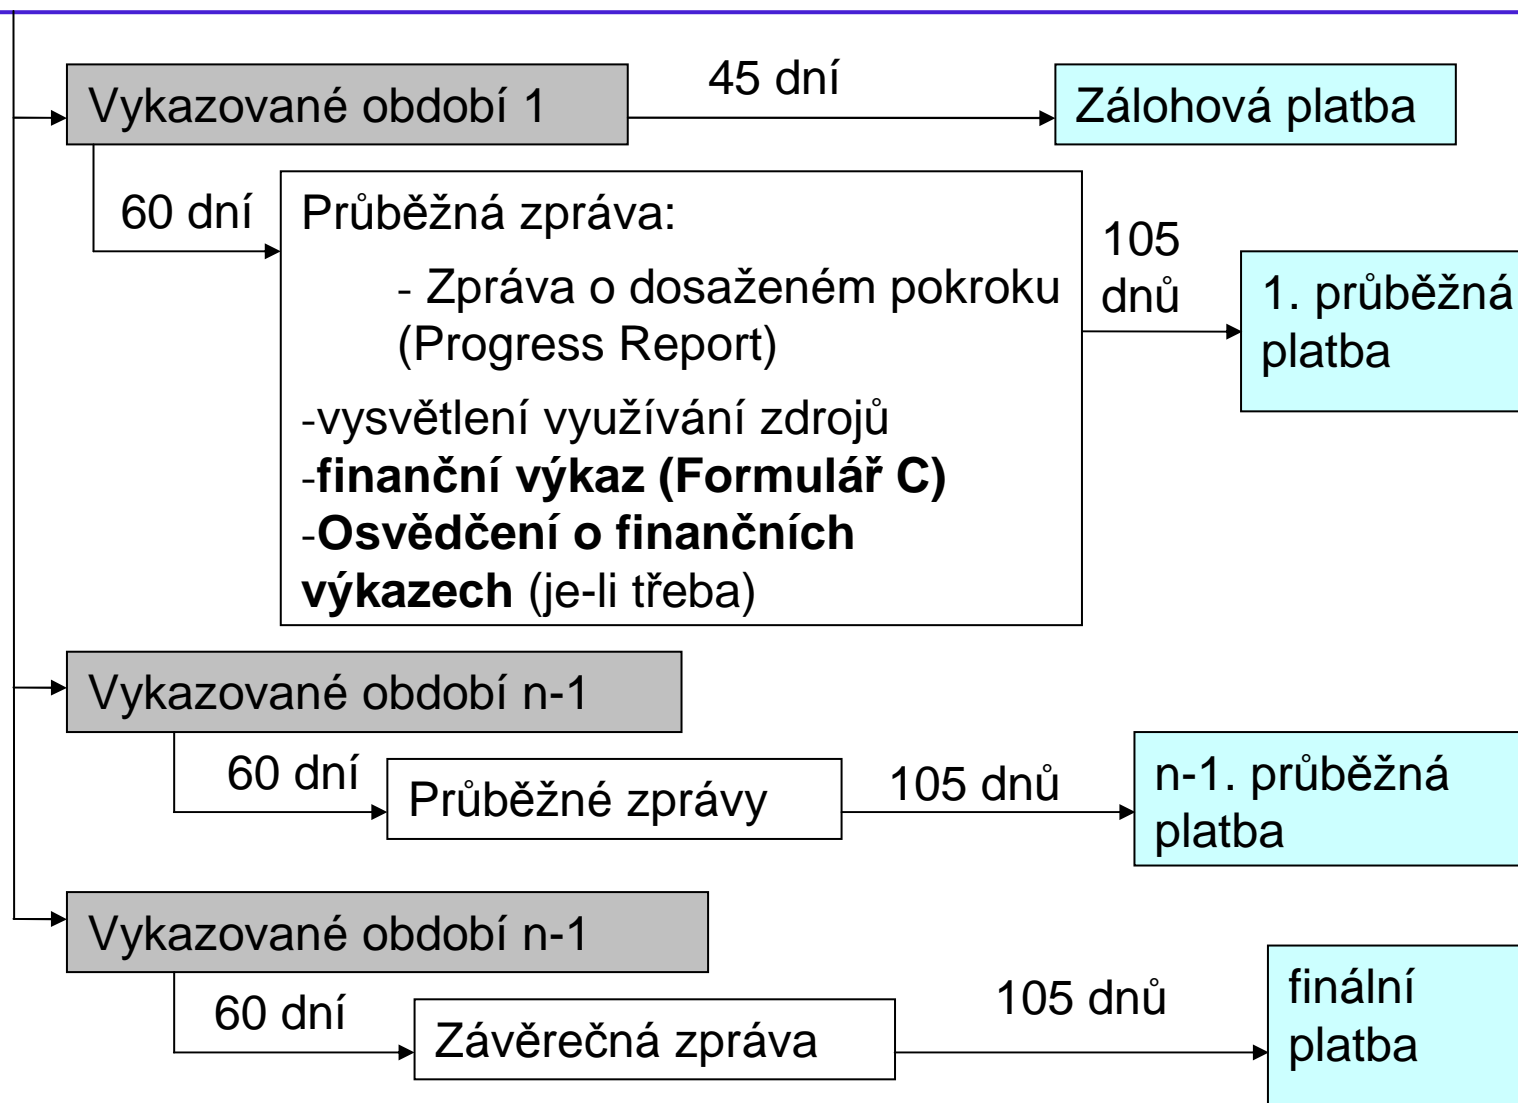 Vykazované období 1
45 dní
Zálohová platba
60 dní
Průběžná zpráva:
- Zpráva o dosaženém pokroku
(Progress Report)
-vysvětlení využívání zdrojů
-finanční výkaz (Formulář C)
-Osvědčení o finančních
výkazech (je-li třeba)
105
dnů
1. průběžná
platba
Vykazované období n-1
60 dní
Průběžné zprávy
105 dnů
n-1. průběžná
platba
Vykazované období n-1
60 dní
Závěrečná zpráva
105 dnů
finální
platba